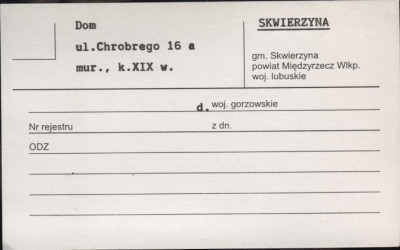 Dom
ul.Chrobrego 16 a
mur., k.XIX w.
SKWIERZYNA
gm. Skwierzyna
powiat Międzyrzecz Wlkp.
woj. lubuskie
d. woj. gorzowskie
Nr rejestru z dn.
ODZ